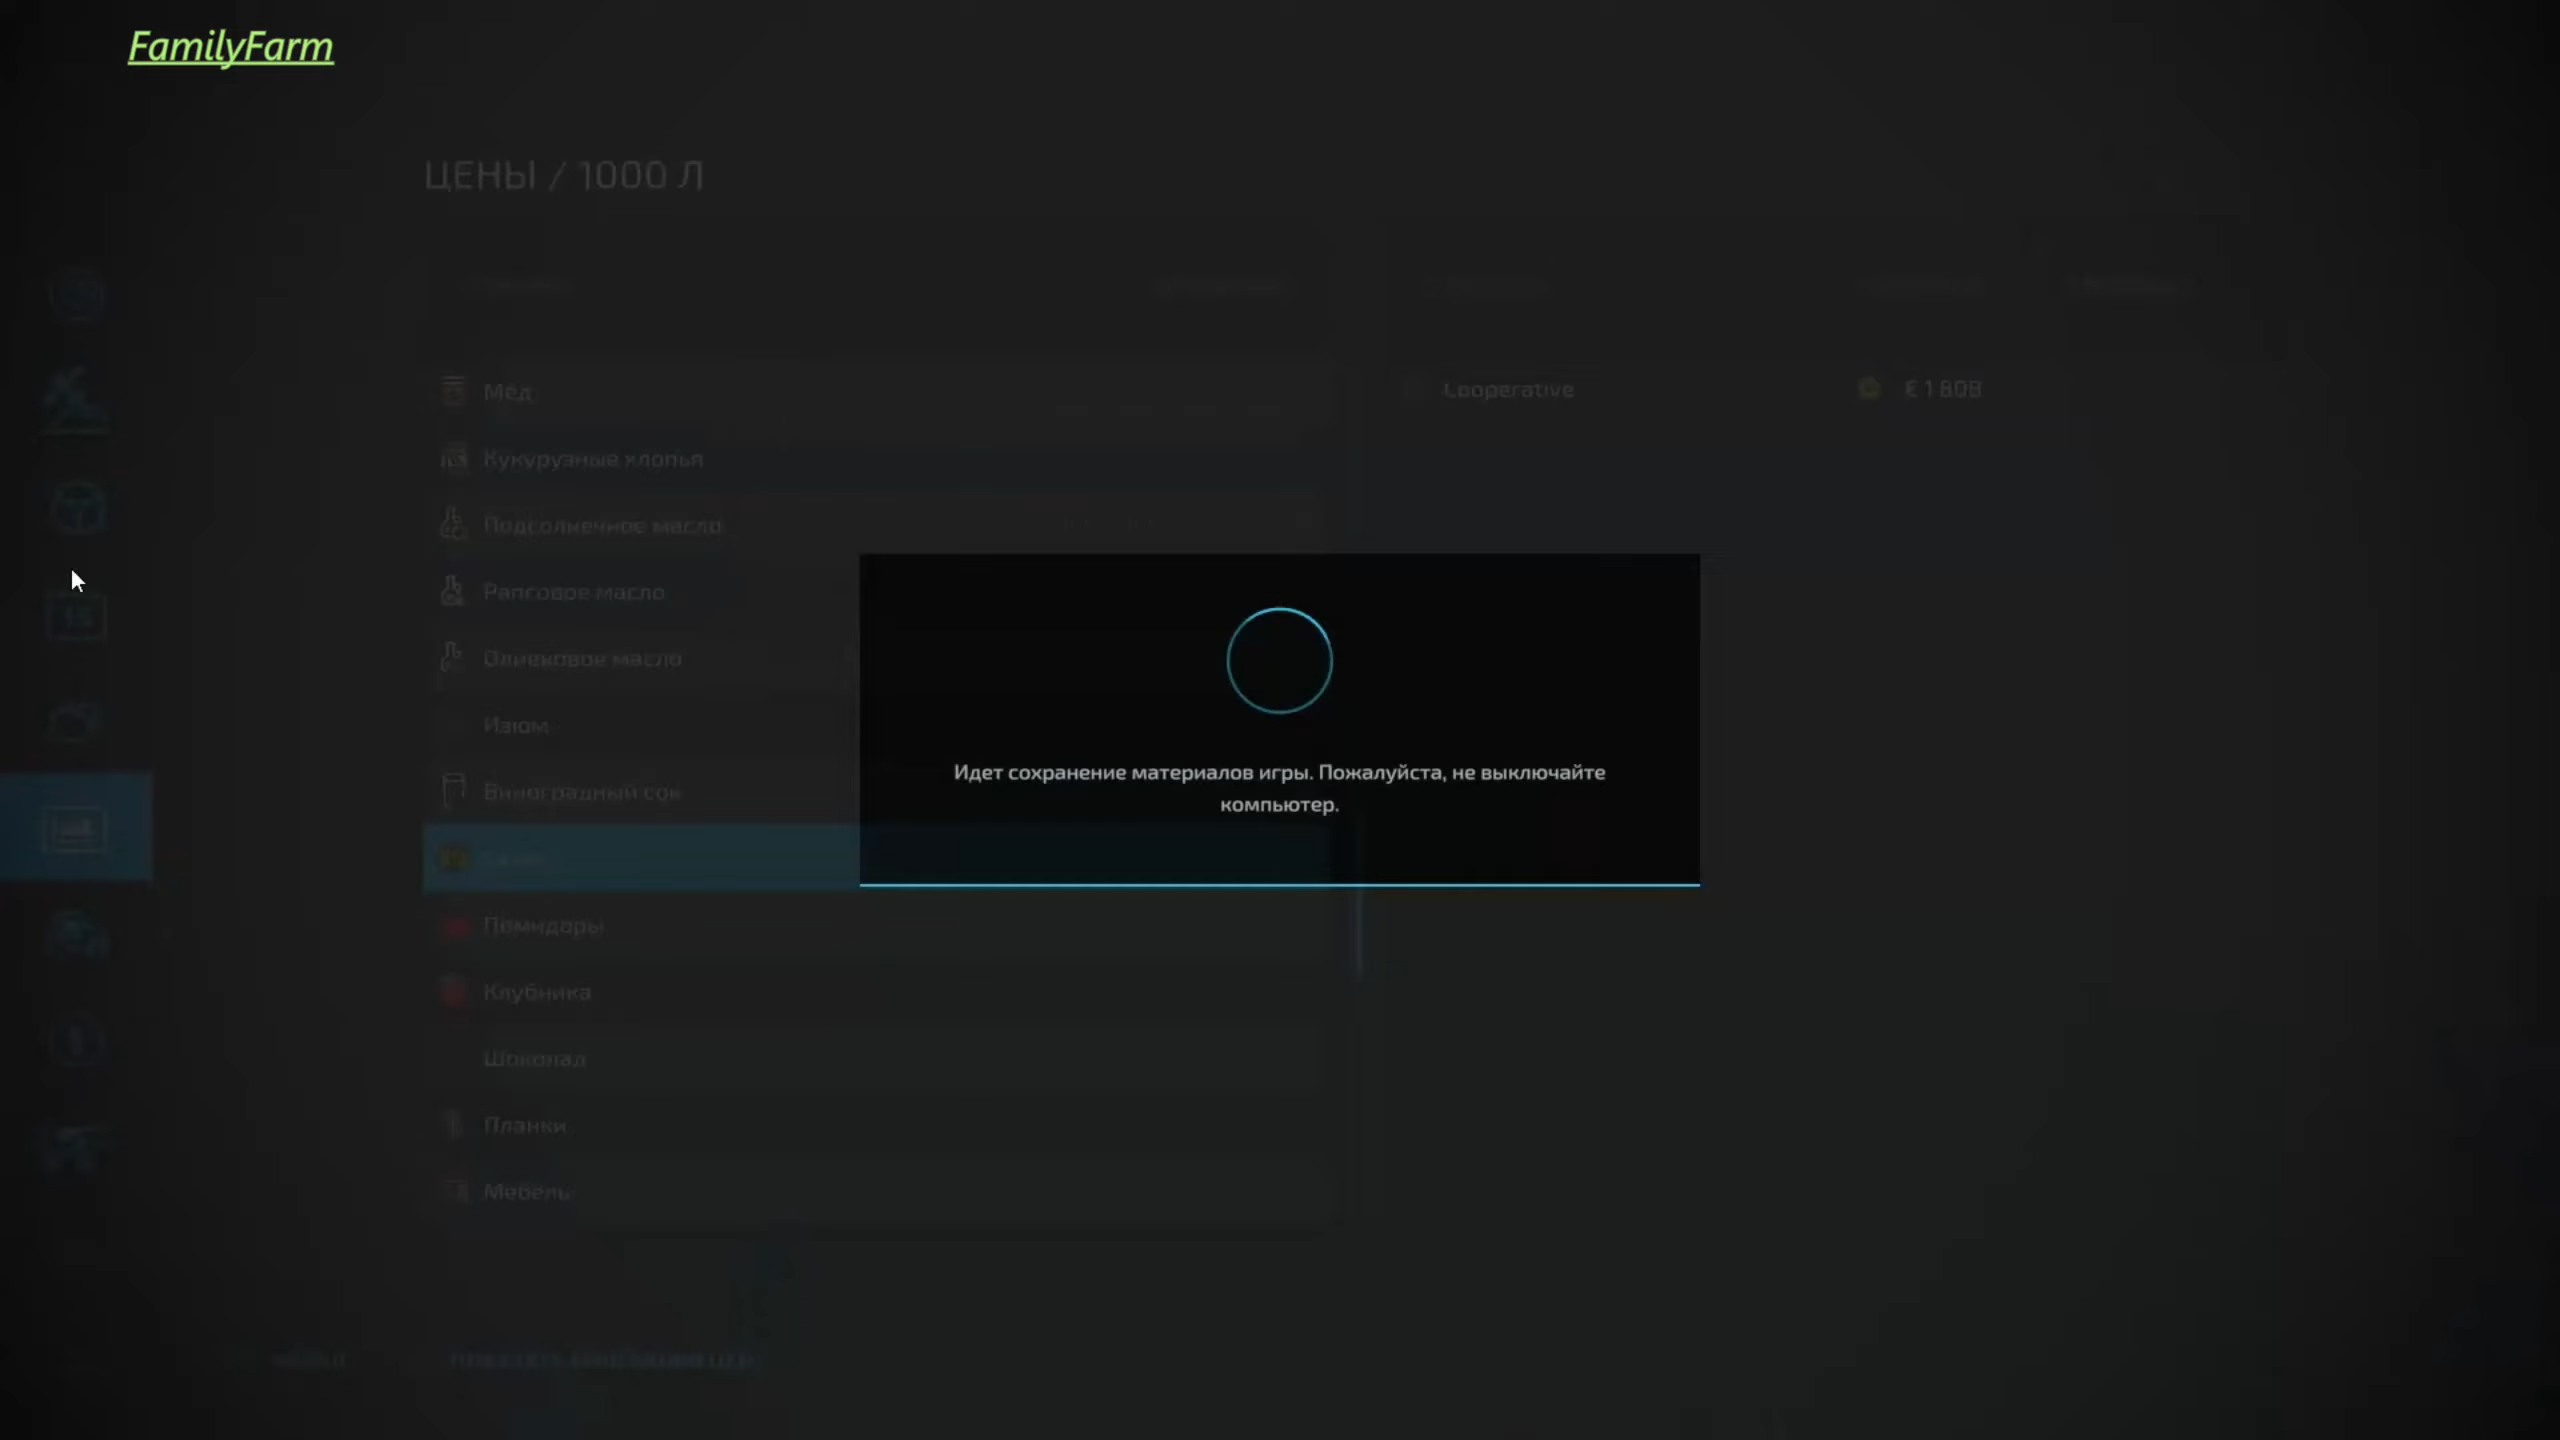 FamilyFarm
ЦЕНЫ / 1000 Л
Мед
Looperative
€ 1 808
Кукурузные хлопья
Подсолнечное масло
Рапсовое масло
Оливковое масло
Изюм
Виноградный сок
Идет сохранение материалов игры. Пожалуйста, не выключайте
компьютер.
Помидоры
Клубника
Шоколад
Планки
Мебель